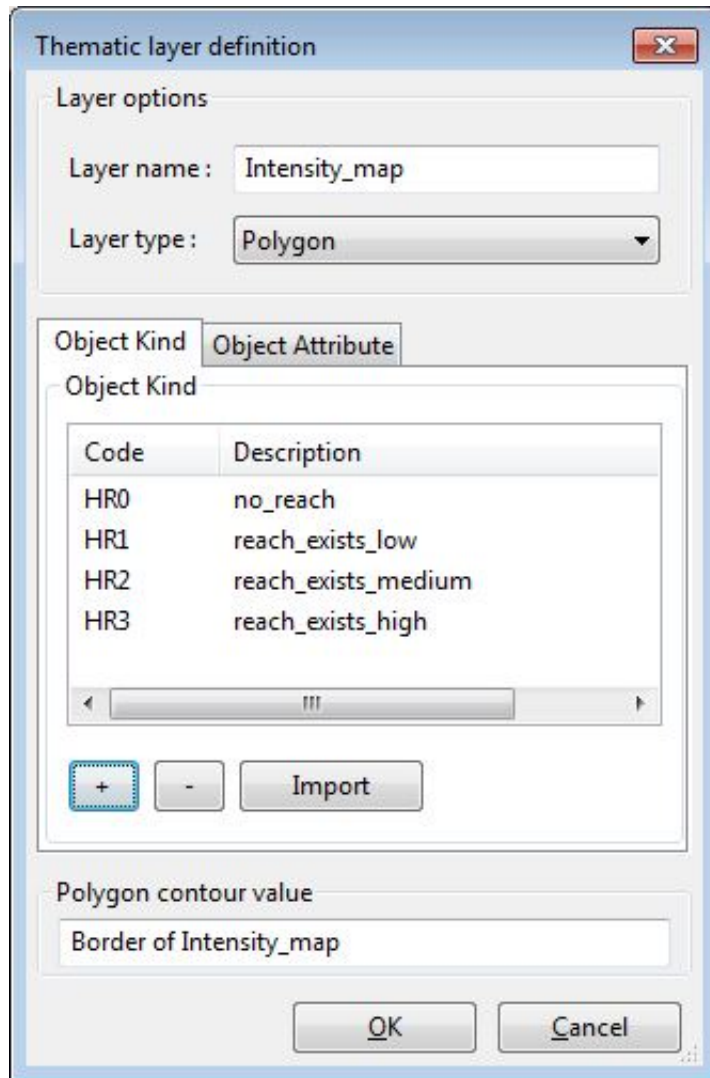 Thematic layer definition
Layer options
Layer name : Intensity_map
Layer type : Polygon
Object Kind Object Attribute
Object Kind
Code Description
HR0 no_reach
HR1 reach_exists_low
HR2 reach_exists_medium
HR3 reach_exists_high
+ - Import
Polygon contour value
Border of Intensity_map
OK Cancel